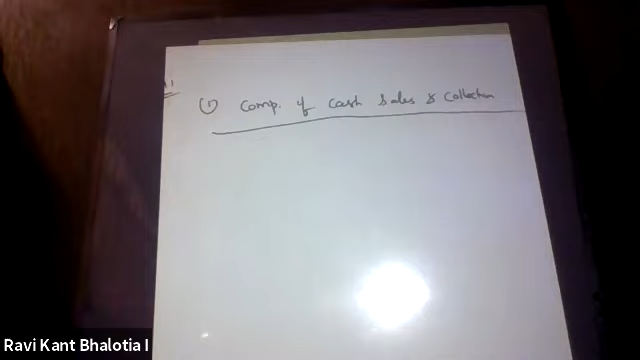 ① Comp. of Cash Sales & Collection
Ravi Kant Bhalotia I